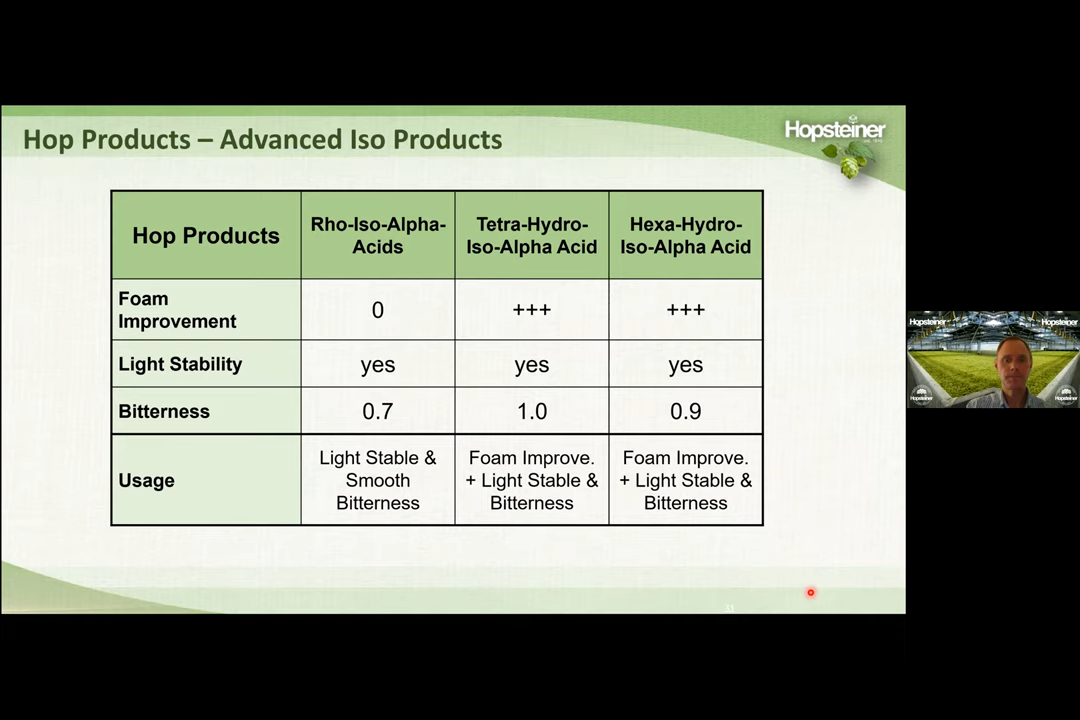 Hop Products – Advanced Iso Products
Hopsteiner
Hop Products
Rho-Iso-Alpha-
Acids
Tetra-Hydro-
Iso-Alpha Acid
Hexa-Hydro-
Iso-Alpha Acid
Foam
Improvement
0
+++
+++
Light Stability
yes
yes
yes
Bitterness
0.7
1.0
0.9
Usage
Light Stable &
Smooth
Bitterness
Foam Improve.
+ Light Stable &
Bitterness
Foam Improve.
+ Light Stable &
Bitterness
Hopsteiner
Hopsteiner